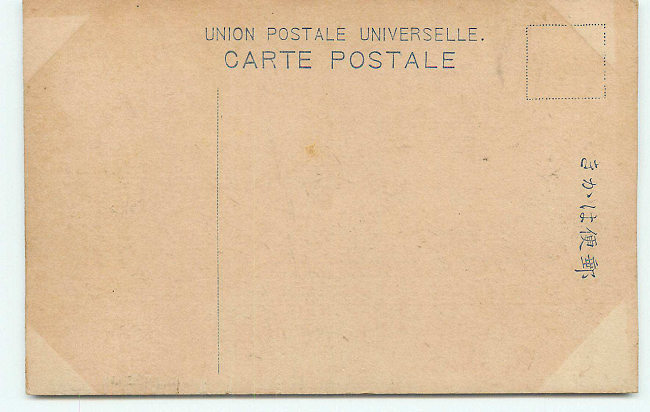 UNION POSTALE UNIVERSELLE.
CARTE POSTALE
きかは便郵